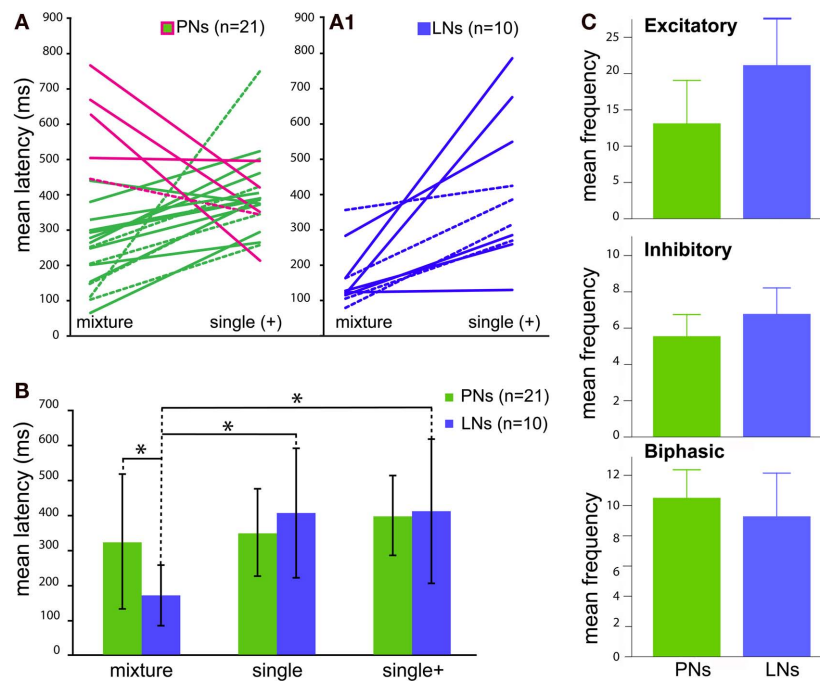 A
PNs (n=21)
mean latency (ms)
900
800
700
600
500
400
300
200
100
0
mixture
single (+)
A1
LNs (n=10)
900
800
700
600
500
400
300
200
100
0
mixture
single (+)
B
PNs (n=21)
LNs (n=10)
mean latency (ms)
700
600
500
400
300
200
100
0
*
*
*
mixture
single
single+
C
Excitatory
mean frequency
25
20
15
10
5
0
Inhibitory
mean frequency
10
8
6
4
2
0
Biphasic
mean frequency
12
10
8
6
4
2
0
PNs
LNs